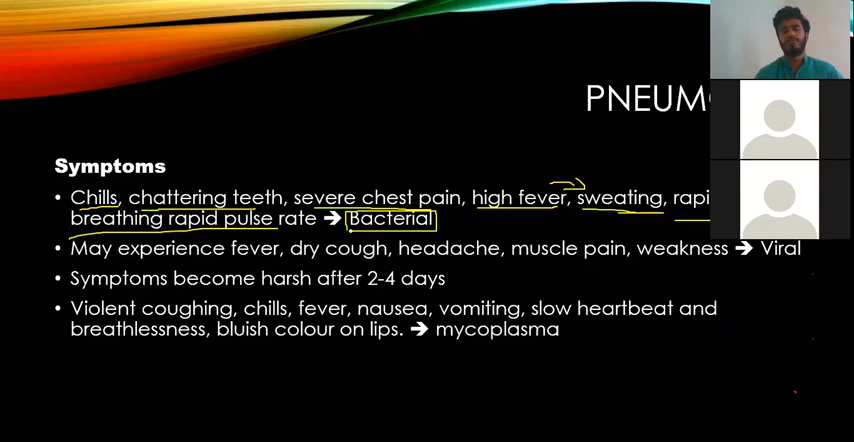 PNEUM
Symptoms
• Chills, chattering teeth, severe chest pain, high fever, sweating,
breathing rapid pulse rate ➔ Bacterial
• May experience fever, dry cough, headache, muscle pain, weakness ➔ Viral
• Symptoms become harsh after 2-4 days
• Violent coughing, chills, fever, nausea, vomiting, slow heartbeat and
breathlessness, bluish colour on lips. ➔ mycoplasma